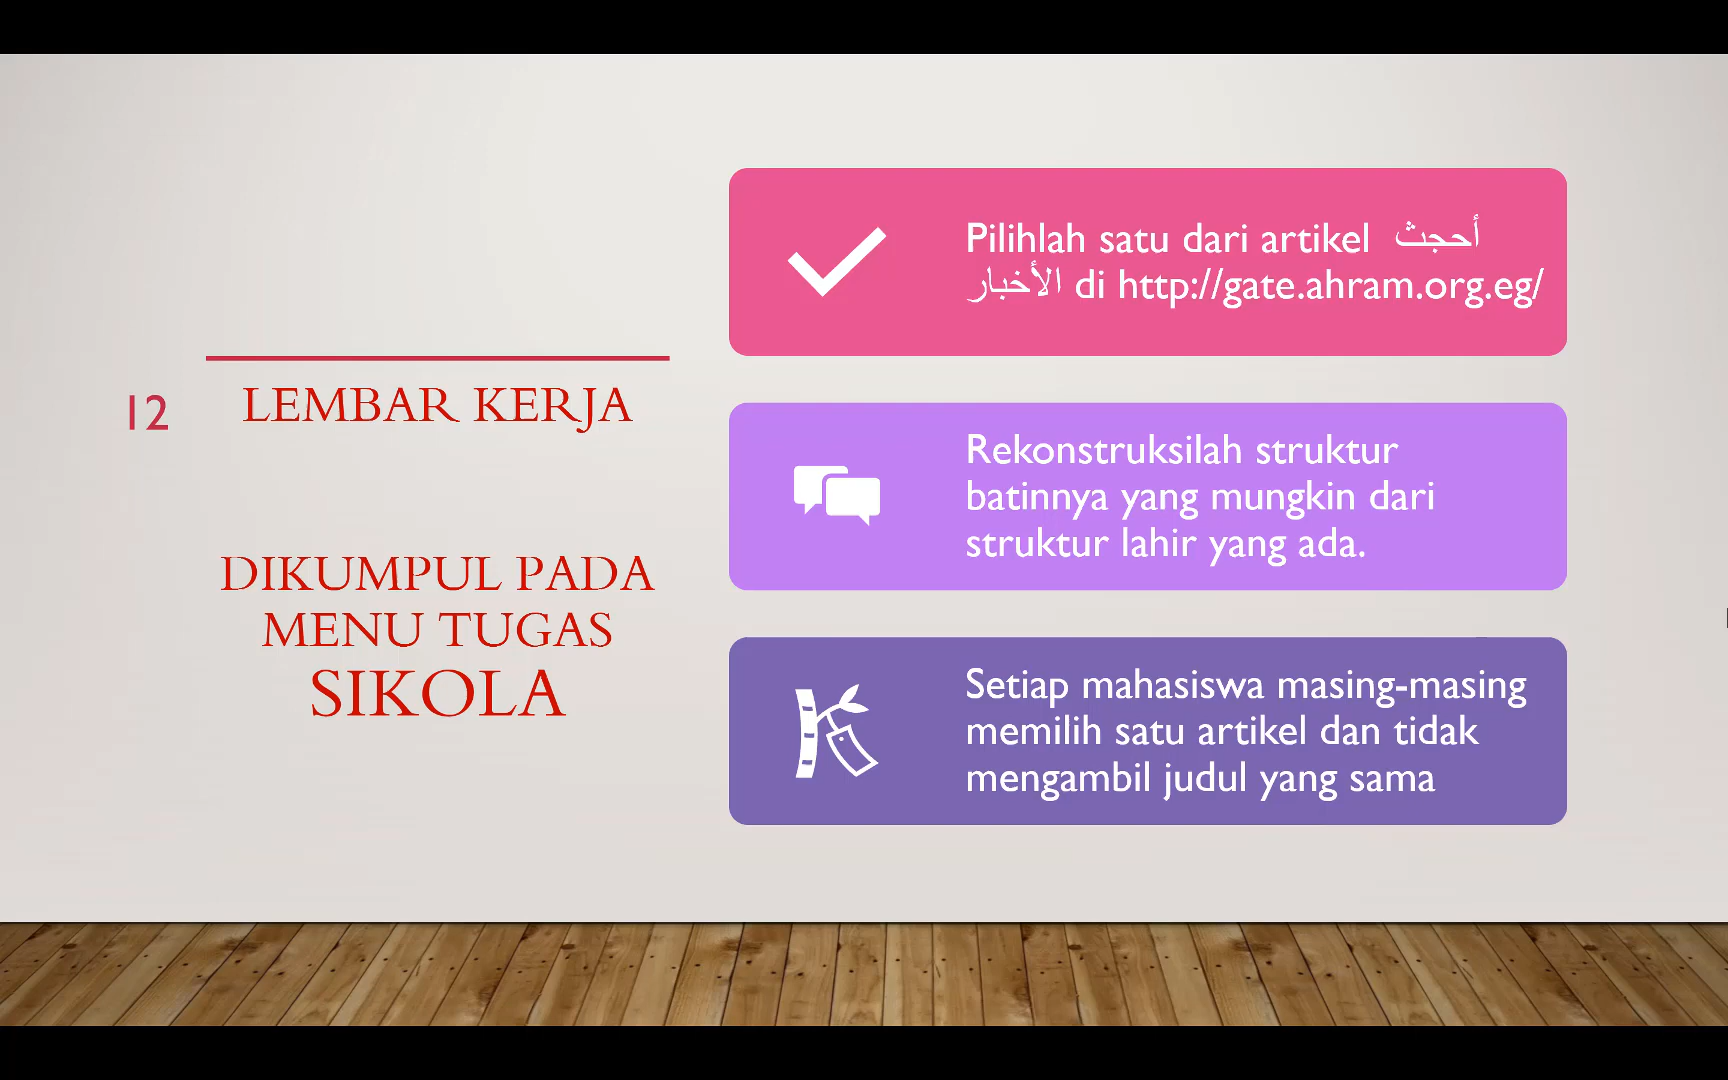 12
LEMBAR KERJA
DIKUMPUL PADA
MENU TUGAS
SIKOLA
Pilihlah satu dari artikel أحجث
الأخبار di http://gate.ahram.org.eg/
Rekonstruksilah struktur
batinnya yang mungkin dari
struktur lahir yang ada.
Setiap mahasiswa masing-masing
memilih satu artikel dan tidak
mengambil judul yang sama